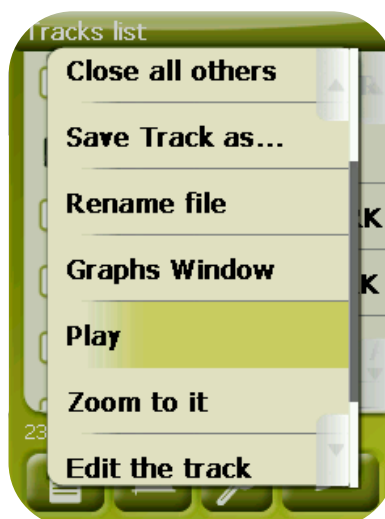 Tracks list
Close all others
Save Track as...
Rename file
Graphs Window
Play
Zoom to it
Edit the track
23